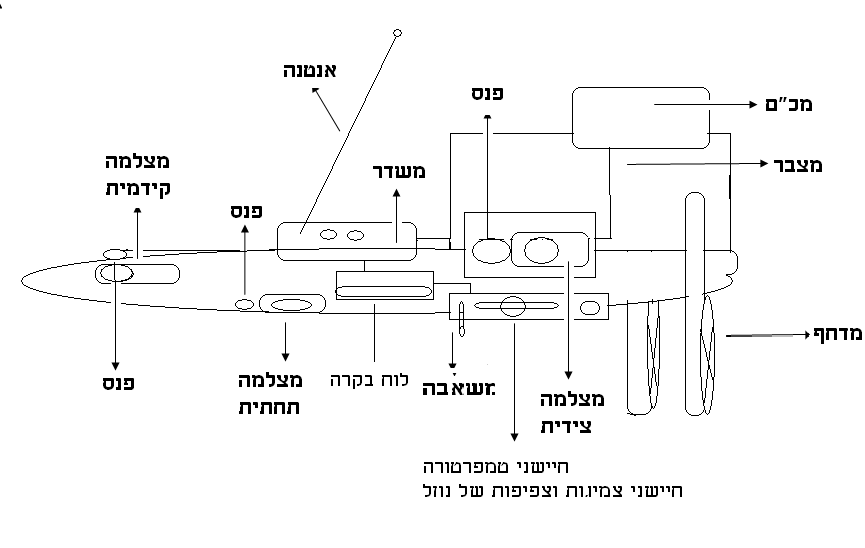 אנטנה
פנס
מכ"ם
מצבר
מצלמה
קידמית
משדר
פנס
מדחף
פנס
מצלמה
תחתית
לוח בקרה
משאבה
מצלמה
צידית
חיישני טמפרטורה
חיישני צמיגות וצפיפות של נוזל